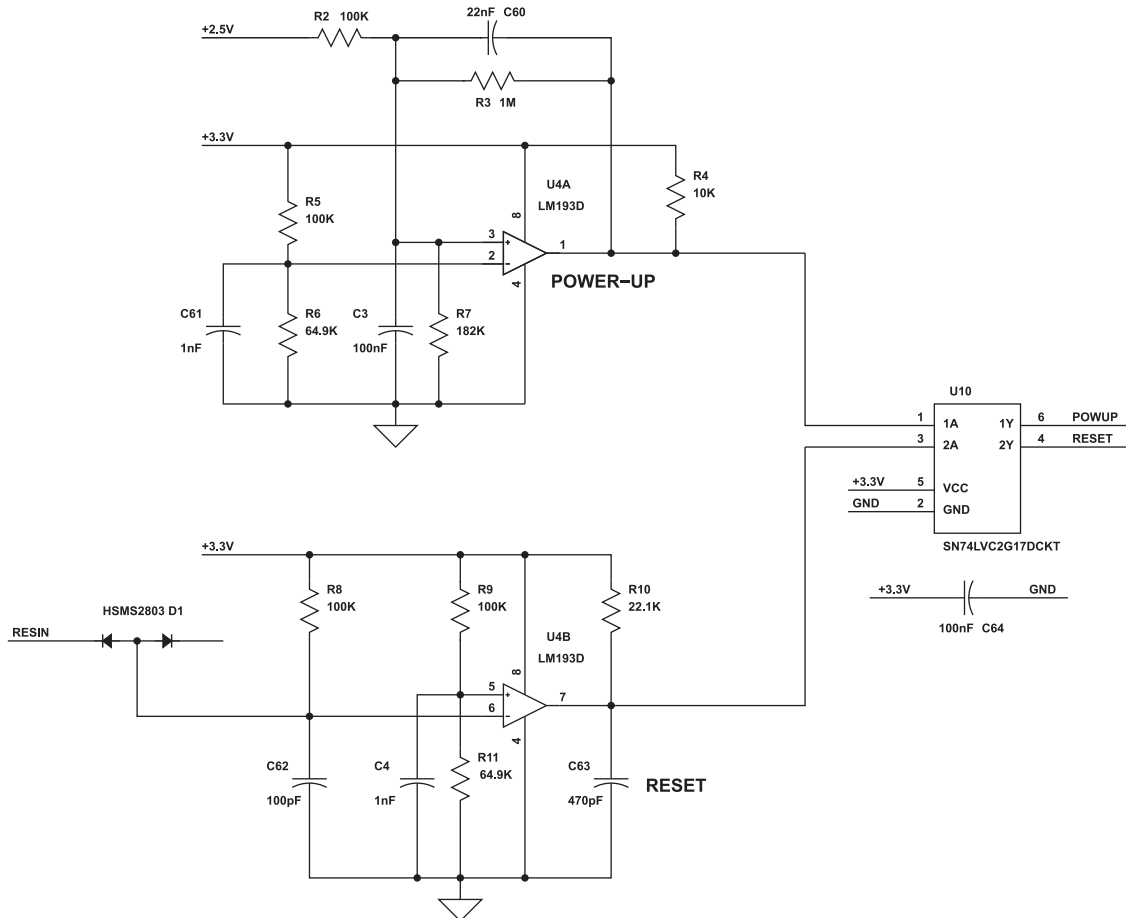 R2 100K
22nF C60
+2.5V
R3 1M
+3.3V
R5
100K
U4A
LM193D
R4
10K
8
3
+
1
2
-
4
POWER-UP
C61
1nF
R6
64.9K
C3
100nF
R7
182K
U10
1 1A 1Y 6 POWUP
3 2A 2Y 4 RESET
+3.3V 5 VCC
GND 2 GND
SN74LVC2G17DCKT
+3.3V GND
100nF C64
+3.3V
R8
100K
R9
100K
R10
22.1K
HSMS2803 D1
RESIN
U4B
LM193D
8
5
+
7
6
-
4
C62
100pF
C4
1nF
R11
64.9K
C63
470pF
RESET